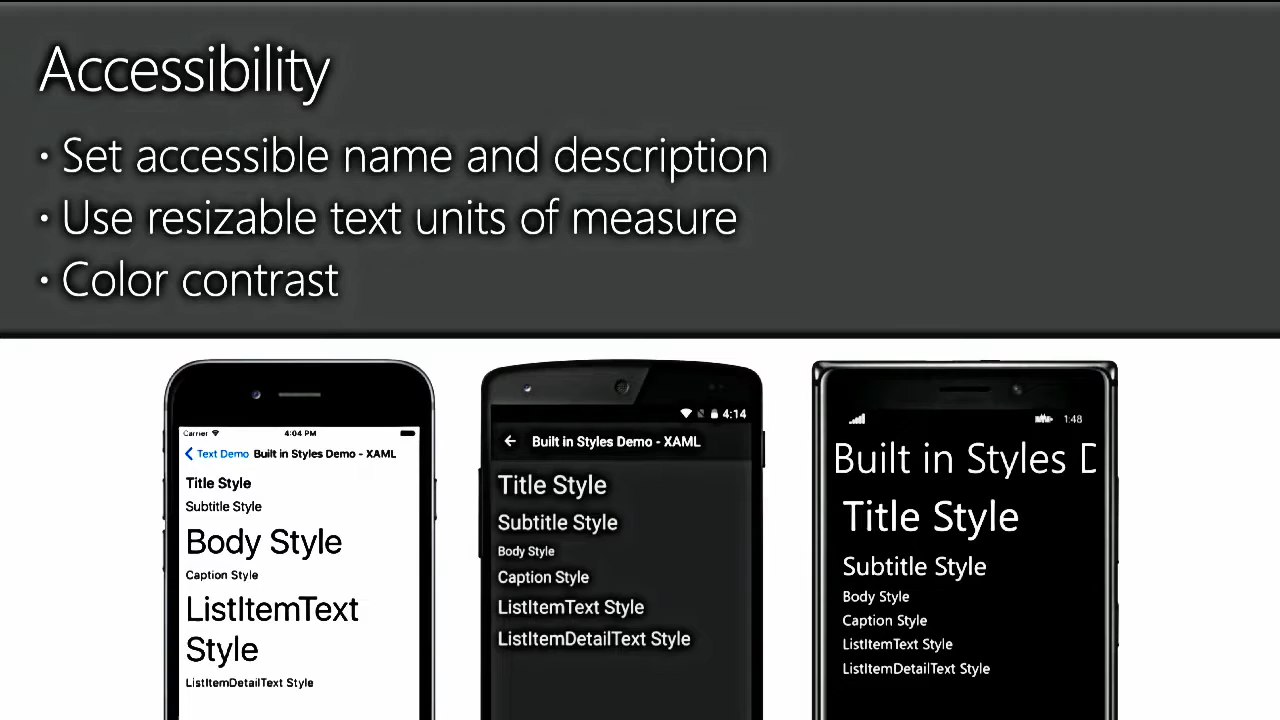 Accessibility
• Set accessible name and description
• Use resizable text units of measure
• Color contrast
Carrier 4:04 PM
Text Demo Built in Styles Demo - XAML
Title Style
Subtitle Style
Body Style
Caption Style
ListItemText
Style
ListItemDetailText Style
4:14
Built in Styles Demo - XAML
Title Style
Subtitle Style
Body Style
Caption Style
ListItemText Style
ListItemDetailText Style
1:48
Built in Styles D
Title Style
Subtitle Style
Body Style
Caption Style
ListItemText Style
ListItemDetailText Style